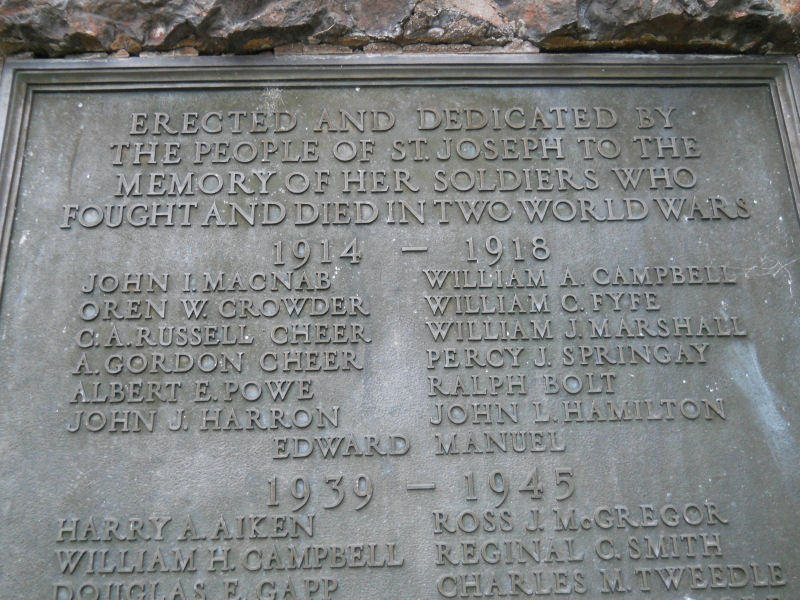 ERECTED AND DEDICATED BY
THE PEOPLE OF ST. JOSEPH TO THE
MEMORY OF HER SOLDIERS WHO
FOUGHT AND DIED IN TWO WORLD WARS
1914 – 1918
JOHN I. MACNAB WILLIAM A. CAMPBELL
OREN W. CROWDER WILLIAM C. FYFE
C. A. RUSSELL CHEER WILLIAM J. MARSHALL
A. GORDON CHEER PERCY J. SPRINGAY
ALBERT E. POWE RALPH BOLT
JOHN J. HARRON JOHN L. HAMILTON
EDWARD MANUEL
1939 – 1945
HARRY A. AIKEN ROSS J. McGREGOR
WILLIAM H. CAMPBELL REGINAL C. SMITH
DOUGLAS E. GAPP CHARLES M. TWEEDLE